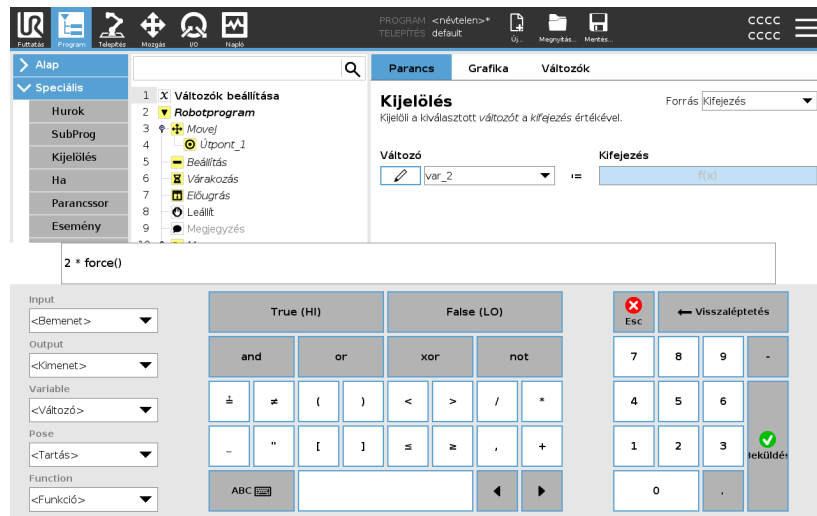 PROGRAM <névtelen>*
TELEPÍTÉS default
CCCC
CCCC
Futtatás Program Telepítés Mozgás I/O Napló Új... Megnyitás... Mentés...
Alap
Speciális
Hurok
SubProg
Kijelölés
Ha
Parancssor
Esemény
1 X Változók beállítása
2 Robotprogram
3 MoveJ
4 Útpont_1
5 Beállítás
6 Várakozás
7 Előugrás
8 Leállít
9 Megjegyzés
Parancs Grafika Változók
Kijelölés
Forrás Kifejezés
Kijelöli a kiválasztott változót a kifejezés értékével.
Változó Kifejezés
var_2 := f(x)
2 * force()
Input
<Bemenet>
Output
<Kimenet>
Variable
<Változó>
Pose
<Tartás>
Function
<Funkció>
True (HI) False (LO) Esc Visszaléptetés
and or xor not 7 8 9 -
≟ ≠ ( ) < > / * 4 5 6
_ " [ ] ≤ ≥ , + 1 2 3 Beküldés
ABC 0 .